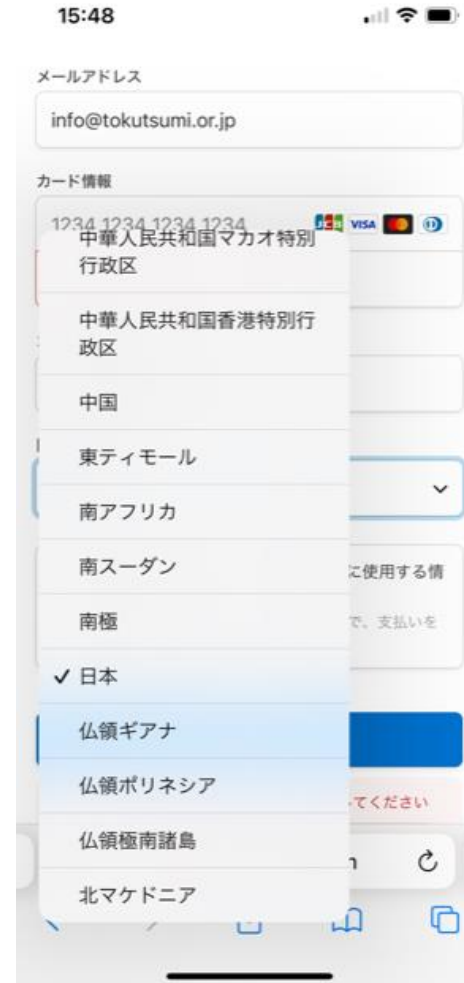 15:48
メールアドレス
info@tokutsumi.or.jp
カード情報
1234 1234 1234 1234
JCB VISA
中華人民共和国マカオ特別
行政区
中華人民共和国香港特別行
政区
中国
東ティモール
南アフリカ
南スーダン
に使用する情
南極
で、支払いを
✓ 日本
仏領ギアナ
仏領ポリネシア
てください
仏領極南諸島
北マケドニア